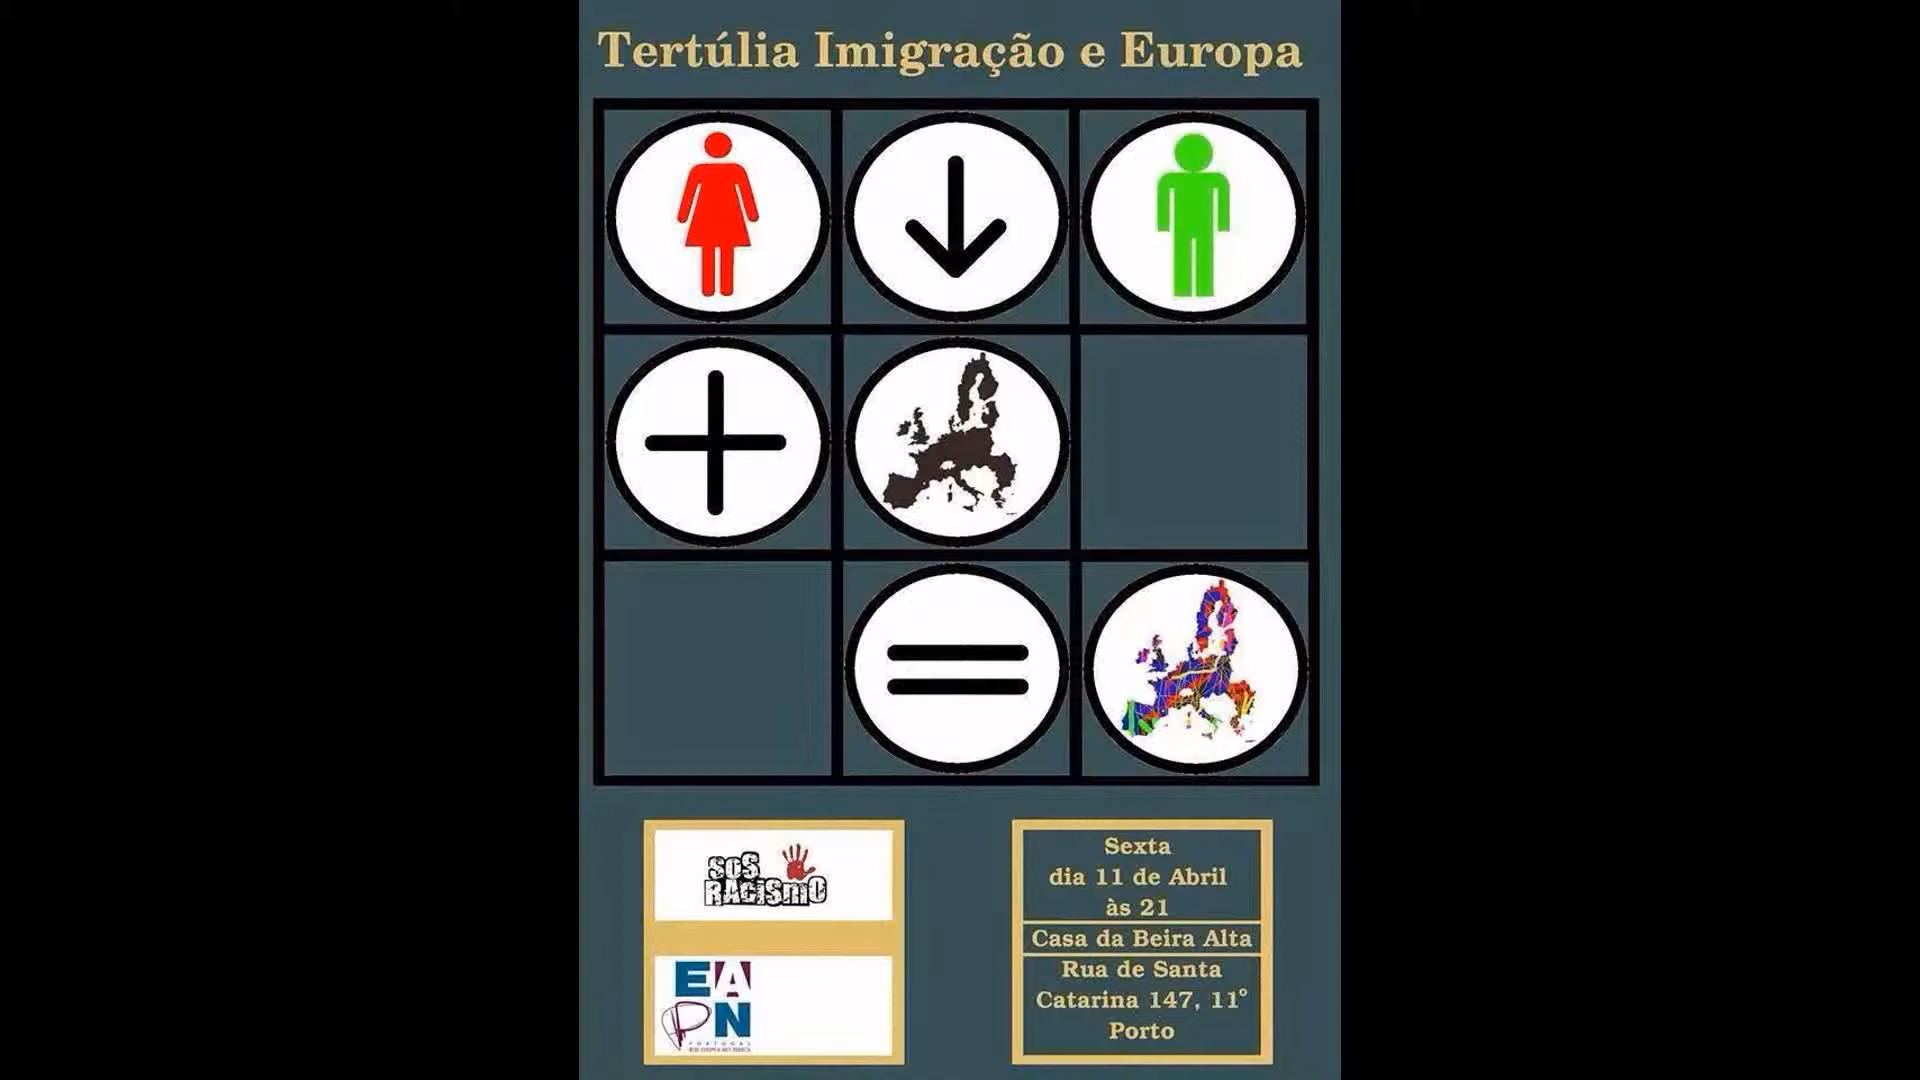 Tertúlia Imigração e Europa
SOS
RACISmO
EA
PN
PORTUGAL
Sexta
dia 11 de Abril
às 21
Casa da Beira Alta
Rua de Santa
Catarina 147, 11º
Porto